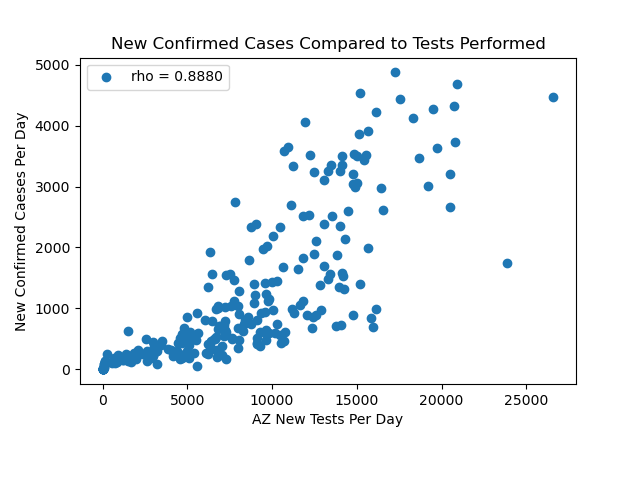 New Confirmed Cases Compared to Tests Performed
rho = 0.8880
New Confirmed Caeses Per Day
5000
4000
3000
2000
1000
0
0 5000 10000 15000 20000 25000
AZ New Tests Per Day